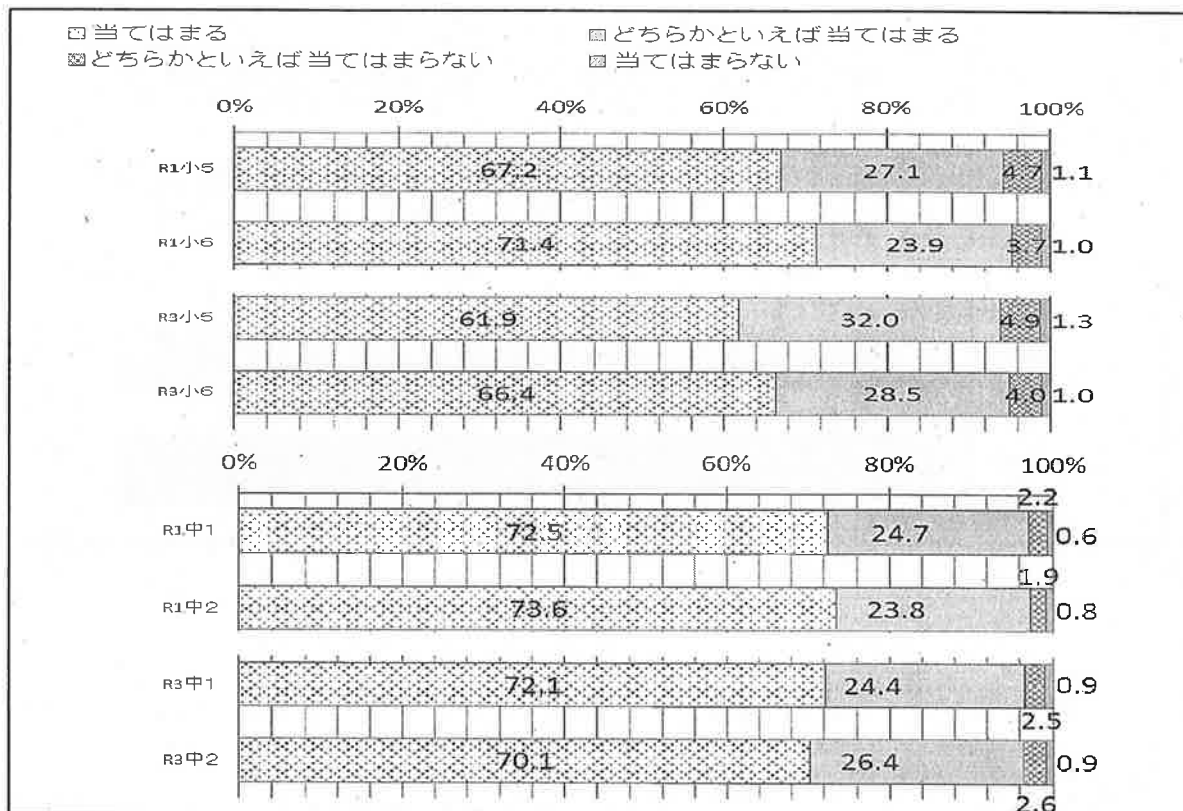 当てはまる どちらかといえば当てはまる
どちらかといえば当てはまらない 当てはまらない
0% 20% 40% 60% 80% 100%
R1小5 67.2 27.1 4.7 1.1
R1小6 71.4 23.9 3.7 1.0
R3小5 61.9 32.0 4.9 1.3
R3小6 66.4 28.5 4.0 1.0
0% 20% 40% 60% 80% 100%
2.2
R1中1 72.5 24.7 0.6
1.9
R1中2 73.6 23.8 0.8
R3中1 72.1 24.4 0.9
2.5
R3中2 70.1 26.4 0.9
2.6